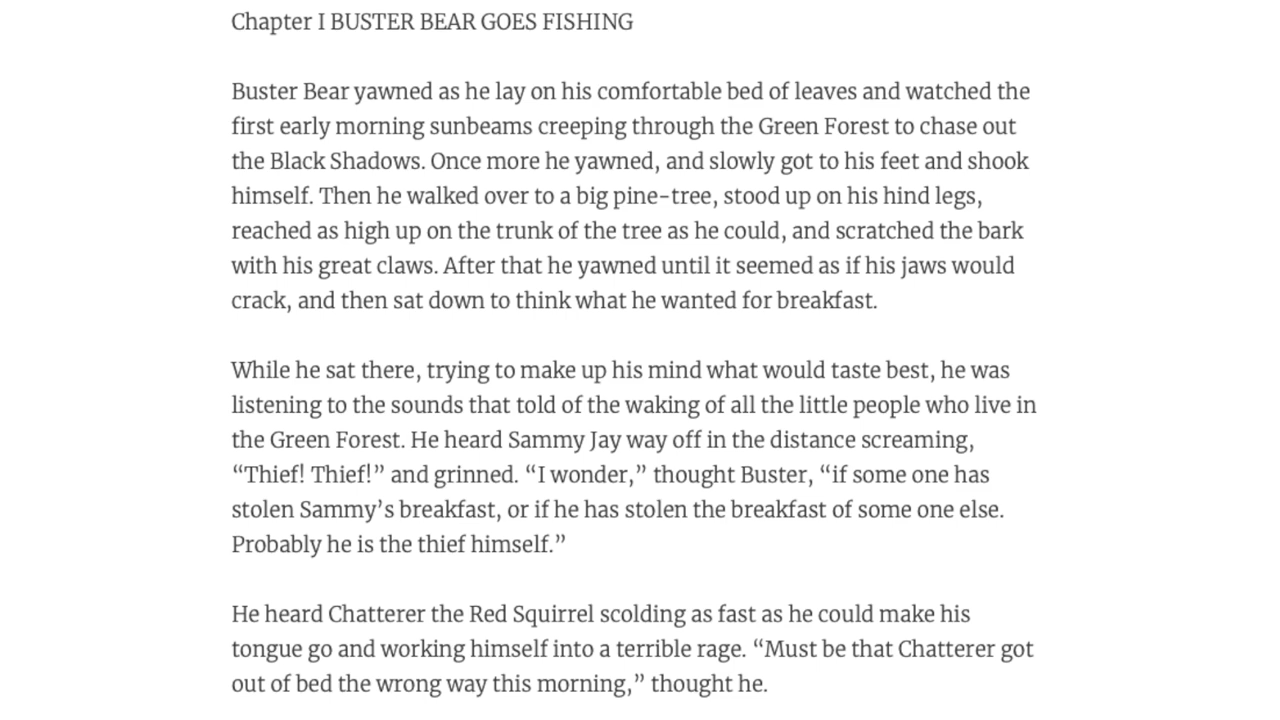 Chapter I BUSTER BEAR GOES FISHING
Buster Bear yawned as he lay on his comfortable bed of leaves and watched the
first early morning sunbeams creeping through the Green Forest to chase out
the Black Shadows. Once more he yawned, and slowly got to his feet and shook
himself. Then he walked over to a big pine-tree, stood up on his hind legs,
reached as high up on the trunk of the tree as he could, and scratched the bark
with his great claws. After that he yawned until it seemed as if his jaws would
crack, and then sat down to think what he wanted for breakfast.
While he sat there, trying to make up his mind what would taste best, he was
listening to the sounds that told of the waking of all the little people who live in
the Green Forest. He heard Sammy Jay way off in the distance screaming,
“Thief! Thief!” and grinned. “I wonder,” thought Buster, “if some one has
stolen Sammy’s breakfast, or if he has stolen the breakfast of some one else.
Probably he is the thief himself.”
He heard Chatterer the Red Squirrel scolding as fast as he could make his
tongue go and working himself into a terrible rage. “Must be that Chatterer got
out of bed the wrong way this morning,” thought he.